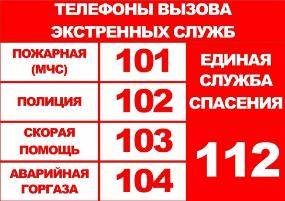 ТЕЛЕФОНЫ ВЫЗОВА
ЭКСТРЕННЫХ СЛУЖБ
ПОЖАРНАЯ
(МЧС)
101
ПОЛИЦИЯ
102
СКОРАЯ
ПОМОЩЬ
103
АВАРИЙНАЯ
ГОРГАЗА
104
ЕДИНАЯ
СЛУЖБА
СПАСЕНИЯ
112